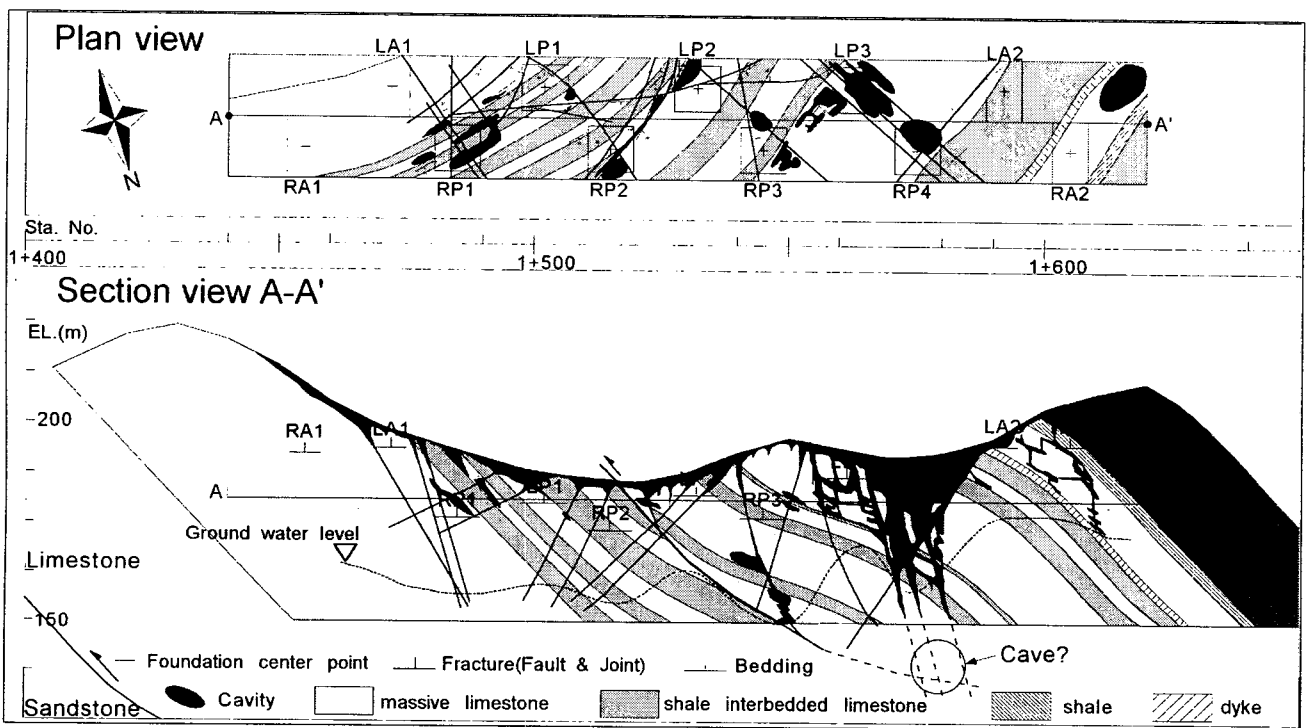 Plan view
LA1 LP1 LP2 LP3 LA2
A A'
N
RA1 RP1 RP2 RP3 RP4 RA2
Sta. No.
1+400 1+500 1+600
Section view A-A'
EL.(m)
200
RA1 LA1
A RP1 LP1 RP2 RP3
Ground water level
Limestone
150
Foundation center point Fracture(Fault & Joint) Bedding Cave?
Cavity massive limestone shale interbedded limestone shale dyke
Sandstone